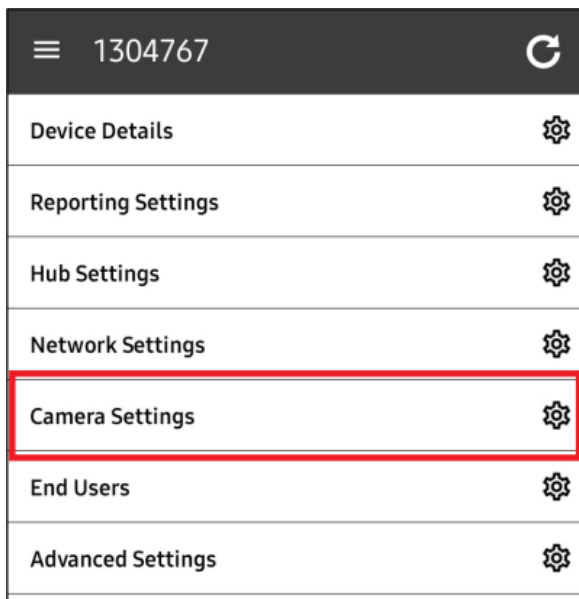 1304767
Device Details
Reporting Settings
Hub Settings
Network Settings
Camera Settings
End Users
Advanced Settings